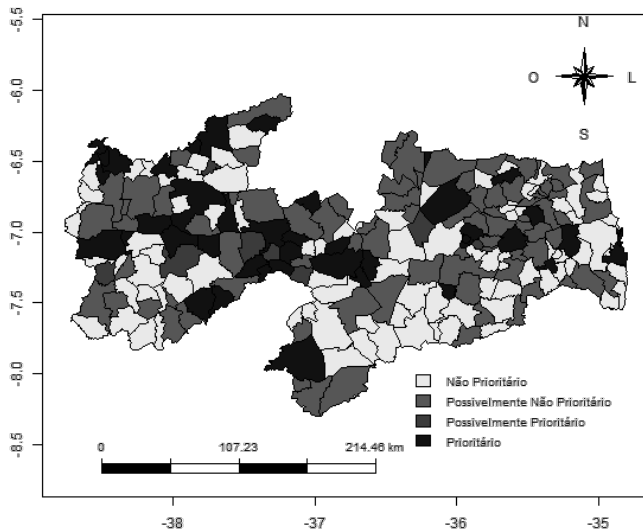 N
O
L
S
-5.5
-6.0
-6.5
-7.0
-7.5
-8.0
-8.5
Não Prioritário
Possivelmente Não Prioritário
Possivelmente Prioritário
Prioritário
0 107.23 214.46 km
-38 -37 -36 -35